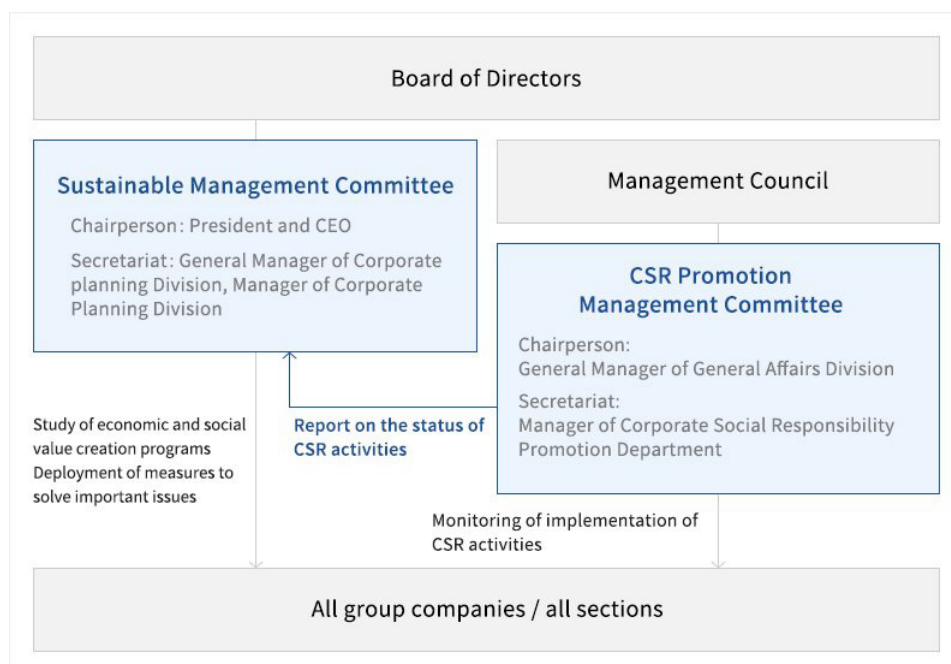 Board of Directors
Sustainable Management Committee
Chairperson: President and CEO
Secretariat: General Manager of Corporate
planning Division, Manager of Corporate
Planning Division
Management Council
CSR Promotion
Management Committee
Chairperson:
General Manager of General Affairs Division
Secretariat:
Manager of Corporate Social Responsibility
Promotion Department
Study of economic and social
value creation programs
Deployment of measures to
solve important issues
Report on the status of
CSR activities
Monitoring of implementation of
CSR activities
All group companies / all sections